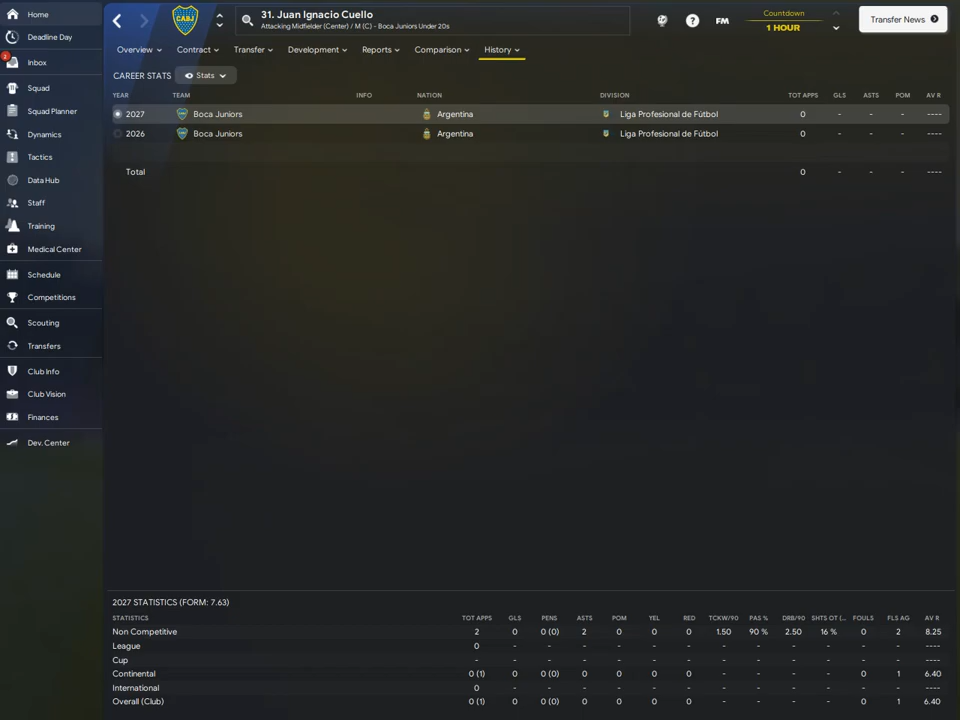 Home
Deadline Day
2
Inbox
Squad
Squad Planner
Dynamics
Tactics
Data Hub
Staff
Training
Medical Center
Schedule
Competitions
Scouting
Transfers
Club Info
Club Vision
Finances
Dev. Center
CABJ
31. Juan Ignacio Cuello
Attacking Midfielder (Center) / M (C) - Boca Juniors Under 20s
? FM
Countdown
1 HOUR
Transfer News
Overview Contract Transfer Development Reports Comparison History
CAREER STATS Stats
YEAR TEAM INFO NATION DIVISION TOT APPS GLS ASTS POM AV R
2027 Boca Juniors Argentina Liga Profesional de Fútbol 0 - - - ----
2026 Boca Juniors Argentina Liga Profesional de Fútbol 0 - - - ----
Total 0 - - - ----
2027 STATISTICS (FORM: 7.63)
STATISTICS TOT APPS GLS PENS ASTS POM YEL RED TCKW/90 PAS % DRB/90 SHTS OT (... FOULS FLS AG AV R
Non Competitive 2 0 0 (0) 2 0 0 0 1.50 90 % 2.50 16 % 0 2 8.25
League 0 - - - - - - - - - - - - ----
Cup - - - - - - - - - - - - - ----
Continental 0 (1) 0 0 (0) 0 0 0 0 - - - - 0 1 6.40
International 0 - - - - - - - - - - - - ----
Overall (Club) 0 (1) 0 0 (0) 0 0 0 0 - - - - 0 1 6.40